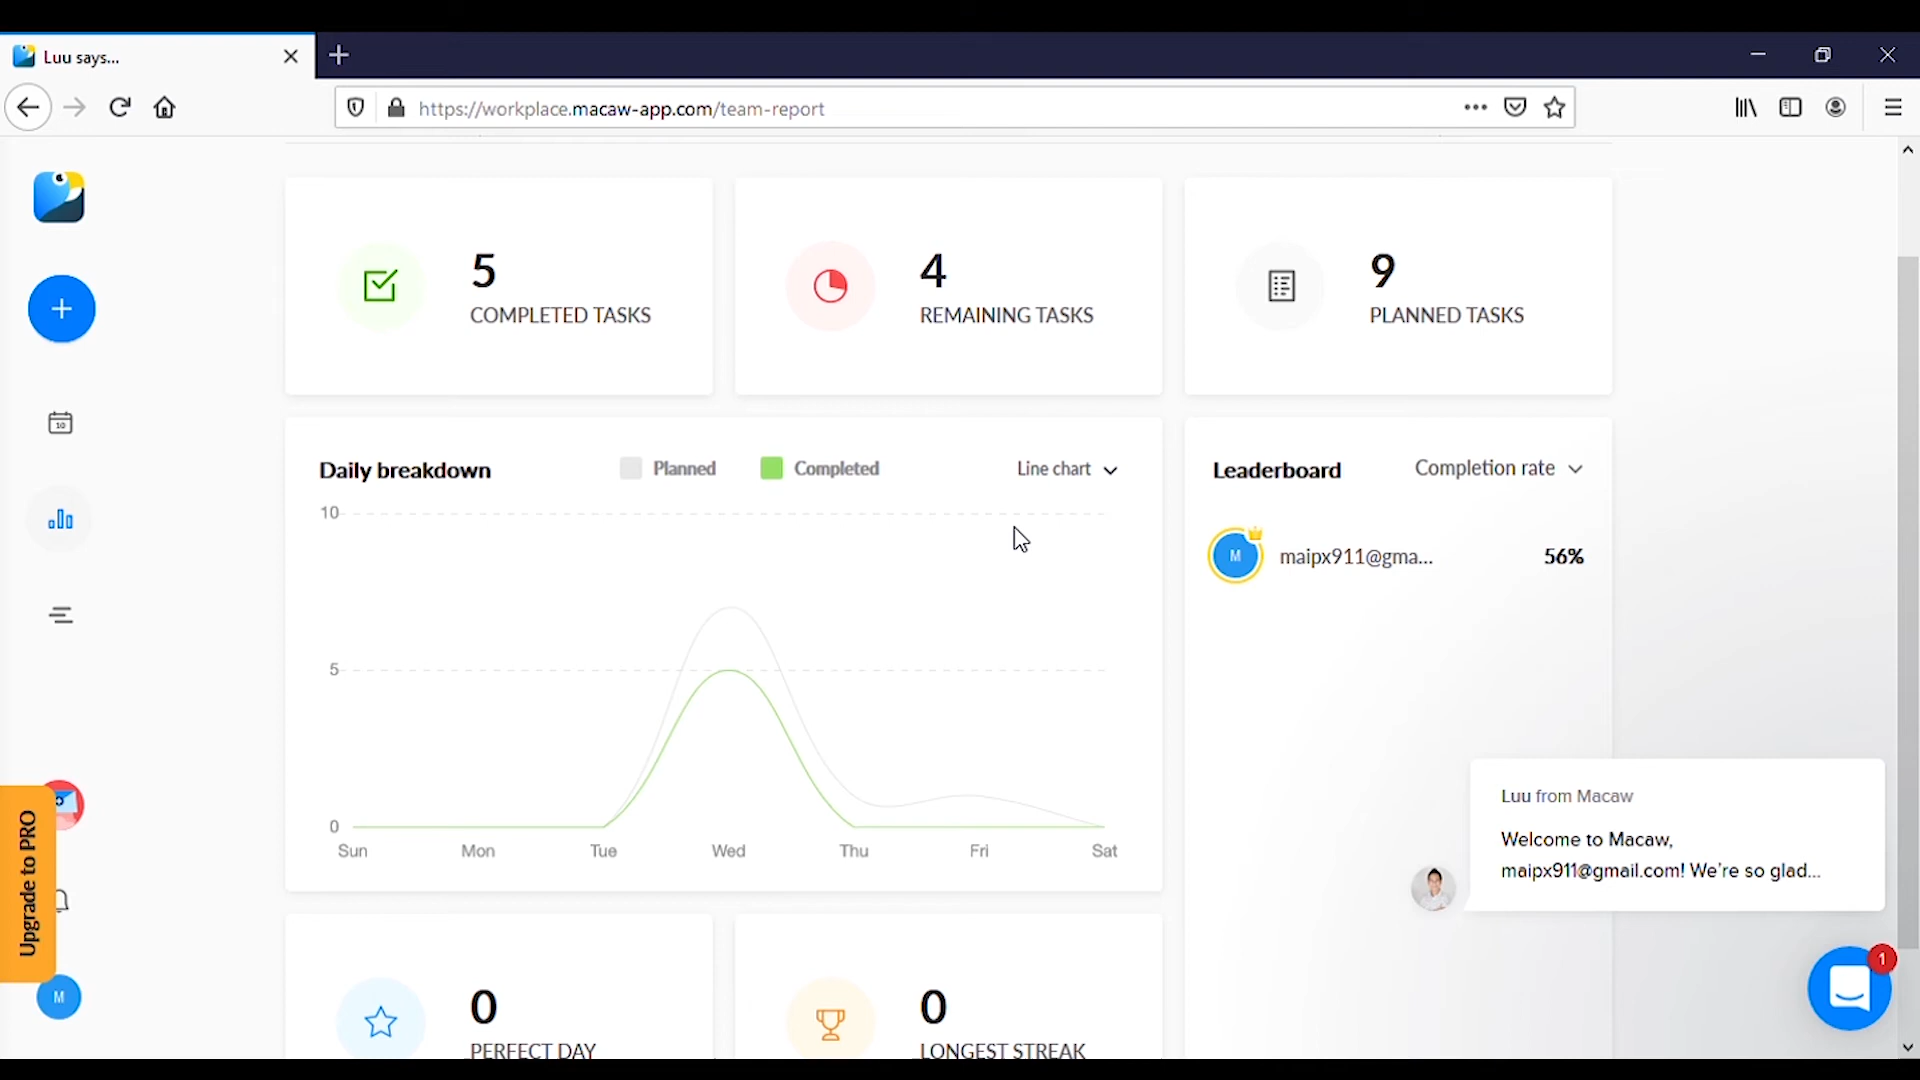 Luu says...
https://workplace.macaw-app.com/team-report
5
COMPLETED TASKS
4
REMAINING TASKS
9
PLANNED TASKS
10
Daily breakdown
Planned
Completed
Line chart
10
5
0
Sun Mon Tue Wed Thu Fri Sat
Leaderboard
Completion rate
M
maipx911@gma...
56%
Luu from Macaw
Welcome to Macaw,
maipx911@gmail.com! We're so glad...
1
Upgrade to PRO
M
0
PERFECT DAY
0
LONGEST STREAK